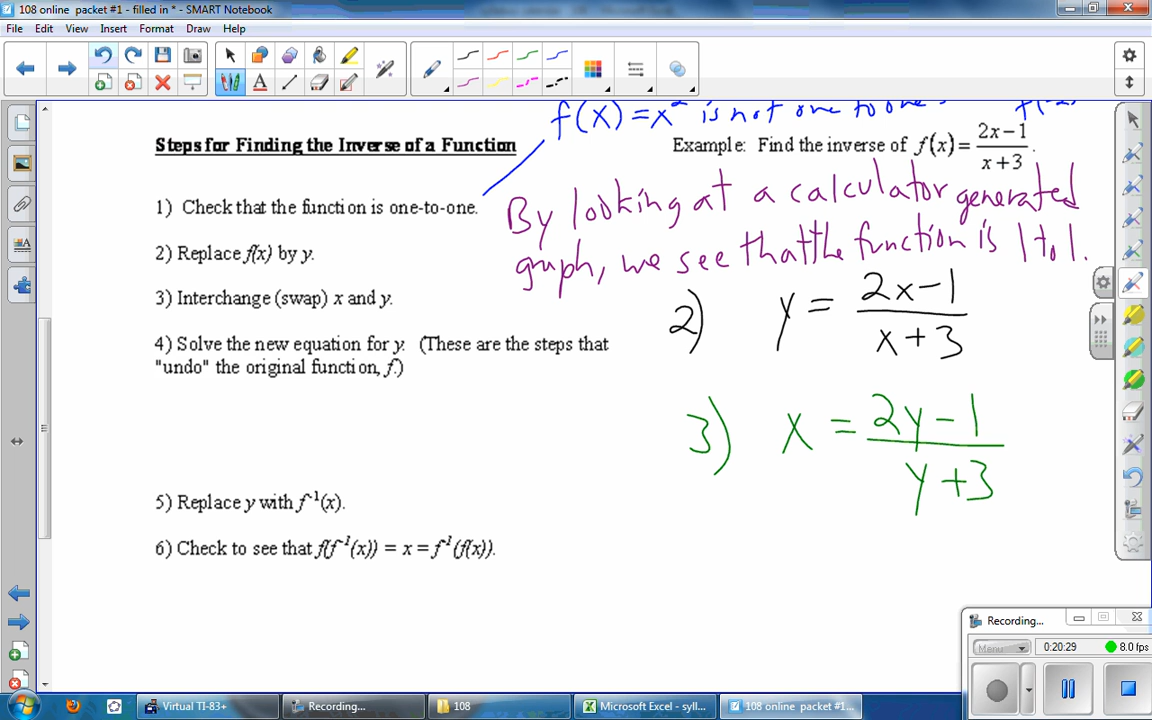 108 online packet #1 - filled in * - SMART Notebook
File Edit View Insert Format Draw Help
f(x) = x² is not one to one.
Steps for Finding the Inverse of a Function
1) Check that the function is one-to-one.
2) Replace f(x) by y.
3) Interchange (swap) x and y.
4) Solve the new equation for y. (These are the steps that
"undo" the original function, f.)
5) Replace y with f⁻¹(x).
6) Check to see that f(f⁻¹(x)) = x = f⁻¹(f(x)).
Example: Find the inverse of f(x) = (2x − 1)/(x + 3).
By looking at a calculator generated
graph, we see that the function is 1 to 1.
2) y = (2x − 1)/(x + 3)
3) x = (2y − 1)/(y + 3)
Recording...
Menu 0:20:29 8.0 fps
Virtual TI-83+ Recording... 108 Microsoft Excel - syll... 108 online packet #1...